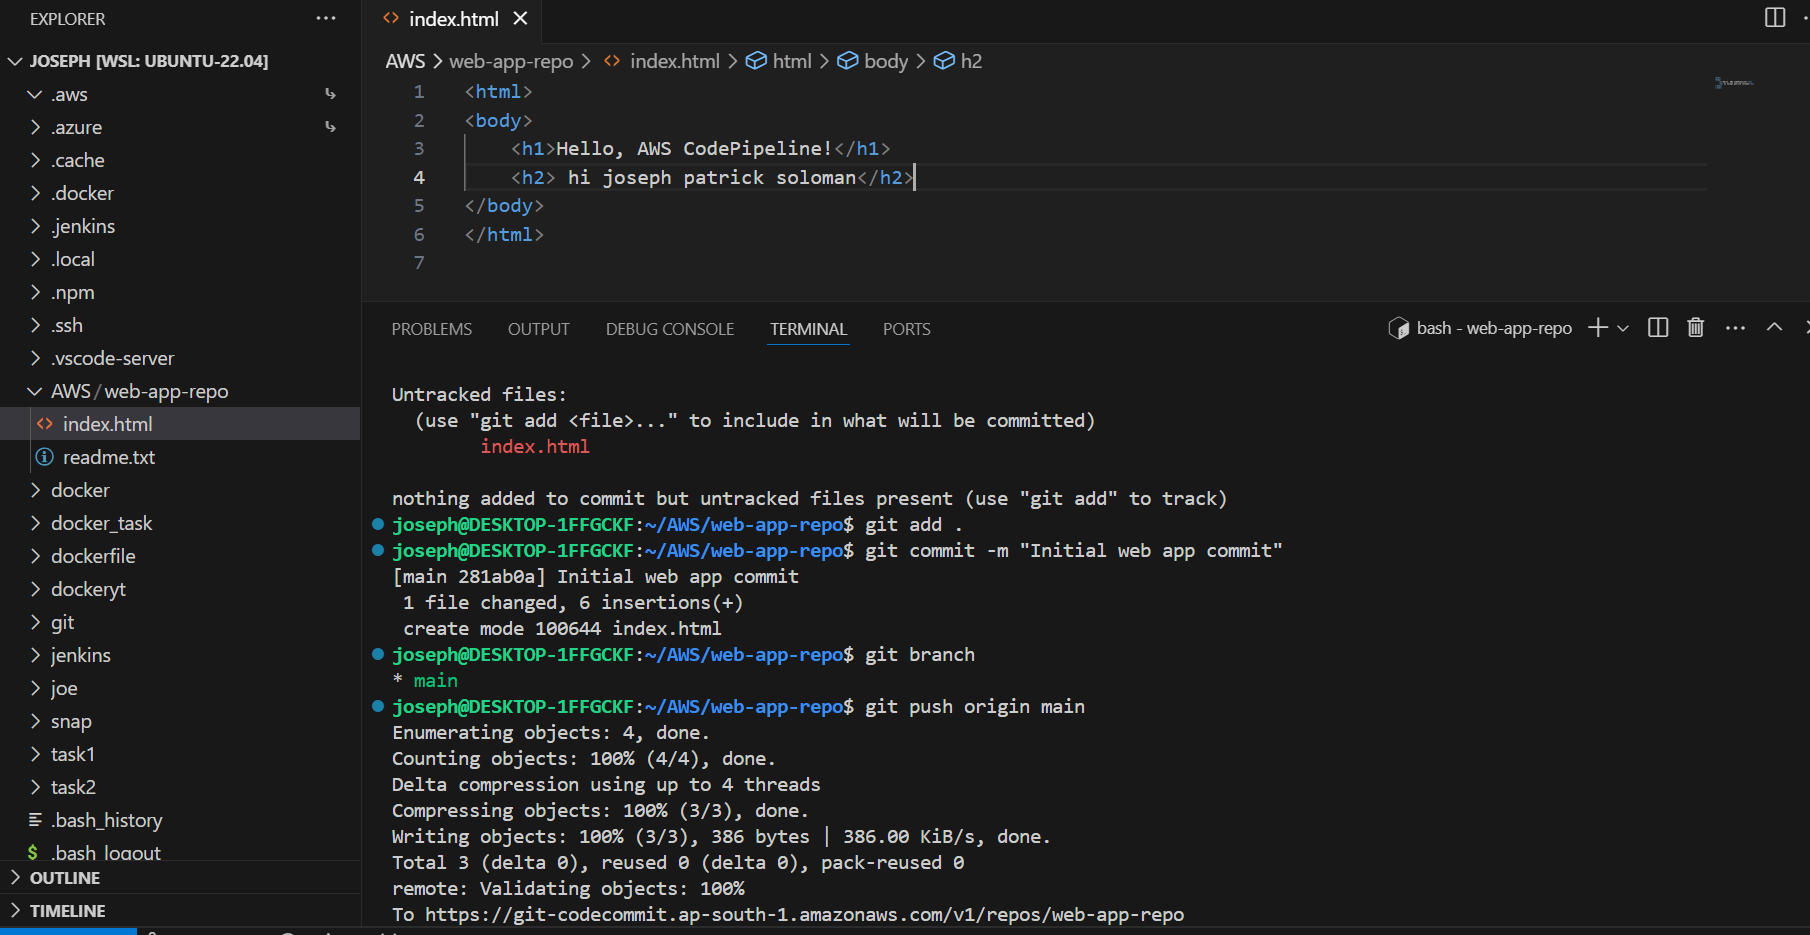 EXPLORER
JOSEPH [WSL: UBUNTU-22.04]
.aws
.azure
.cache
.docker
.jenkins
.local
.npm
.ssh
.vscode-server
AWS / web-app-repo
index.html
readme.txt
docker
docker_task
dockerfile
dockeryt
git
jenkins
joe
snap
task1
task2
.bash_history
$ .bash_logout
OUTLINE
TIMELINE
<> index.html
AWS > web-app-repo > <> index.html > html > body > h2
1 <html>
2 <body>
3     <h1>Hello, AWS CodePipeline!</h1>
4     <h2> hi joseph patrick soloman</h2>
5 </body>
6 </html>
7
PROBLEMS OUTPUT DEBUG CONSOLE TERMINAL PORTS
bash - web-app-repo
Untracked files:
  (use "git add <file>..." to include in what will be committed)
        index.html
nothing added to commit but untracked files present (use "git add" to track)
joseph@DESKTOP-1FFGCKF:~/AWS/web-app-repo$ git add .
joseph@DESKTOP-1FFGCKF:~/AWS/web-app-repo$ git commit -m "Initial web app commit"
[main 281ab0a] Initial web app commit
 1 file changed, 6 insertions(+)
 create mode 100644 index.html
joseph@DESKTOP-1FFGCKF:~/AWS/web-app-repo$ git branch
* main
joseph@DESKTOP-1FFGCKF:~/AWS/web-app-repo$ git push origin main
Enumerating objects: 4, done.
Counting objects: 100% (4/4), done.
Delta compression using up to 4 threads
Compressing objects: 100% (3/3), done.
Writing objects: 100% (3/3), 386 bytes | 386.00 KiB/s, done.
Total 3 (delta 0), reused 0 (delta 0), pack-reused 0
remote: Validating objects: 100%
To https://git-codecommit.ap-south-1.amazonaws.com/v1/repos/web-app-repo